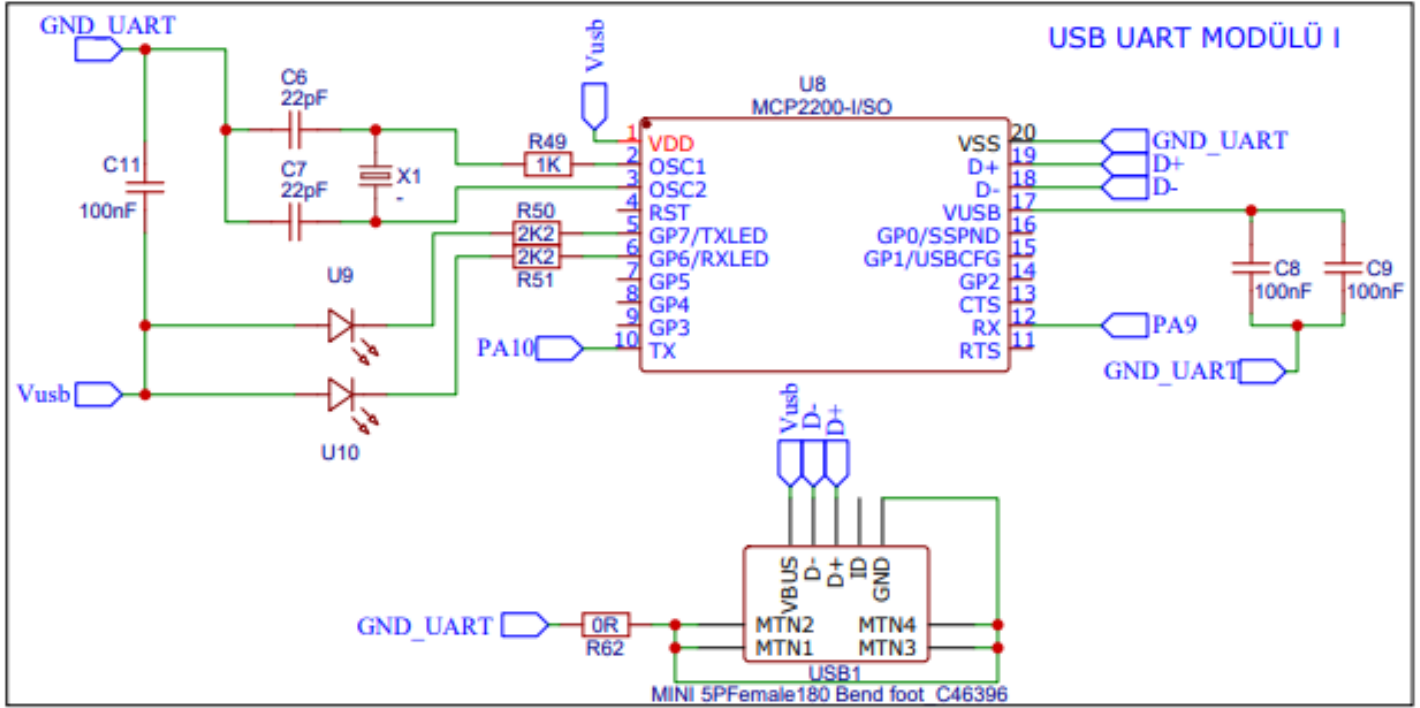 GND_UART
USB UART MODÜLÜ I
Vusb
C6
22pF
C7
22pF
C11
100nF
X1
-
R49
1K
R50
2K2
2K2
R51
U8
MCP2200-I/SO
1 VDD
2 OSC1
3 OSC2
4 RST
5 GP7/TXLED
6 GP6/RXLED
7 GP5
8 GP4
9 GP3
10 TX
VSS 20
D+ 19
D- 18
VUSB 17
GP0/SSPND 16
GP1/USBCFG 15
GP2 14
CTS 13
RX 12
RTS 11
GND_UART
D+
D-
C8
100nF
C9
100nF
PA9
GND_UART
U9
PA10
Vusb
U10
Vusb
D-
D+
VBUS
D-
D+
ID
GND
GND_UART
0R
R62
MTN2
MTN1
MTN4
MTN3
USB1
MINI 5PFemale180 Bend foot_C46396